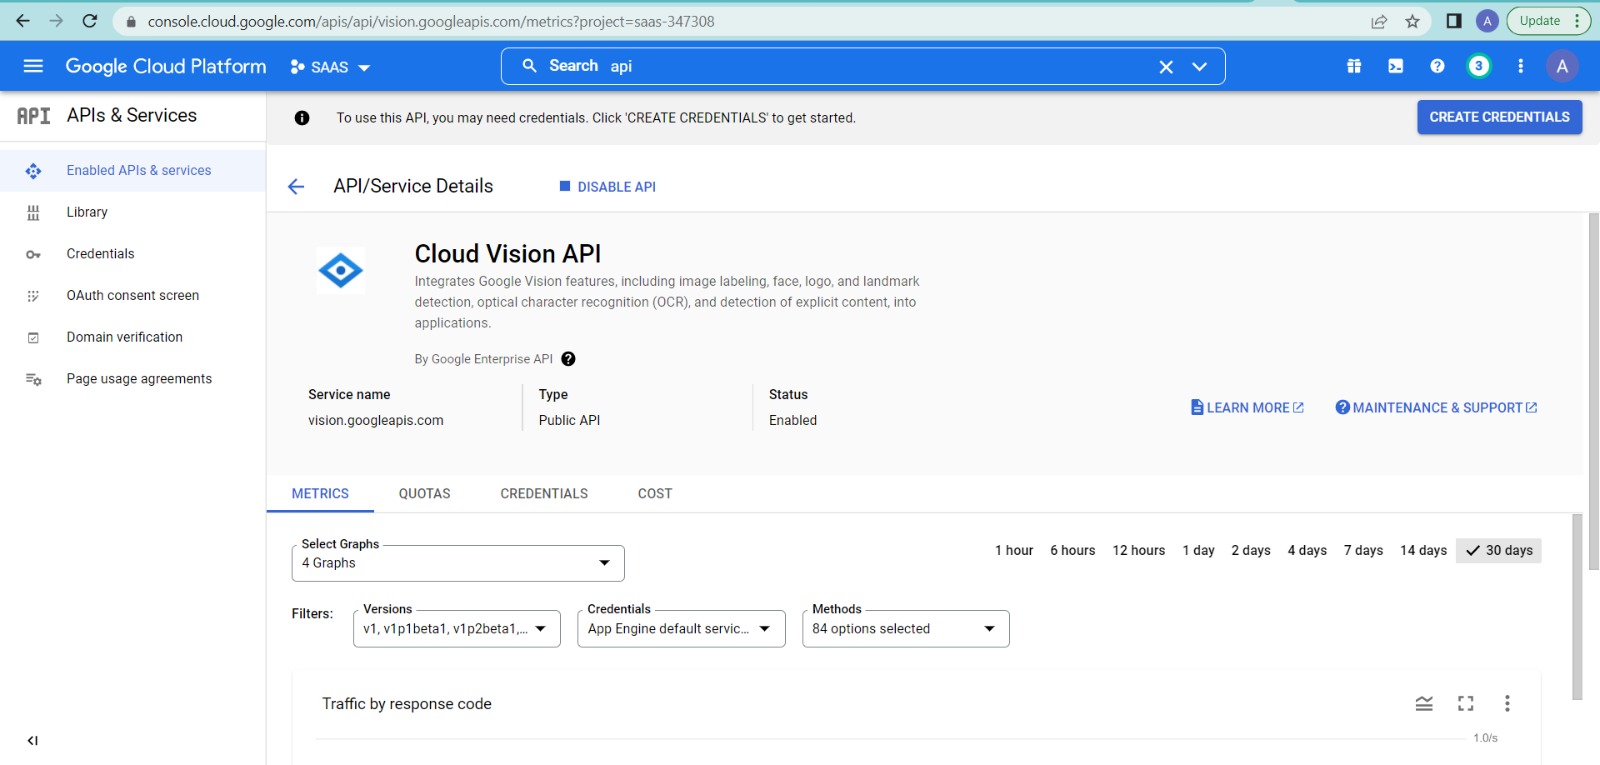 console.cloud.google.com/apis/api/vision.googleapis.com/metrics?project=saas-347308
A
Update
Google Cloud Platform
SAAS
Search api
3
A
API APIs & Services
To use this API, you may need credentials. Click 'CREATE CREDENTIALS' to get started.
CREATE CREDENTIALS
Enabled APIs & services
Library
Credentials
OAuth consent screen
Domain verification
Page usage agreements
API/Service Details
DISABLE API
Cloud Vision API
Integrates Google Vision features, including image labeling, face, logo, and landmark
detection, optical character recognition (OCR), and detection of explicit content, into
applications.
By Google Enterprise API
Service name
vision.googleapis.com
Type
Public API
Status
Enabled
LEARN MORE
MAINTENANCE & SUPPORT
METRICS QUOTAS CREDENTIALS COST
Select Graphs
4 Graphs
1 hour 6 hours 12 hours 1 day 2 days 4 days 7 days 14 days 30 days
Filters:
Versions
v1, v1p1beta1, v1p2beta1,...
Credentials
App Engine default servic...
Methods
84 options selected
Traffic by response code
1.0/s